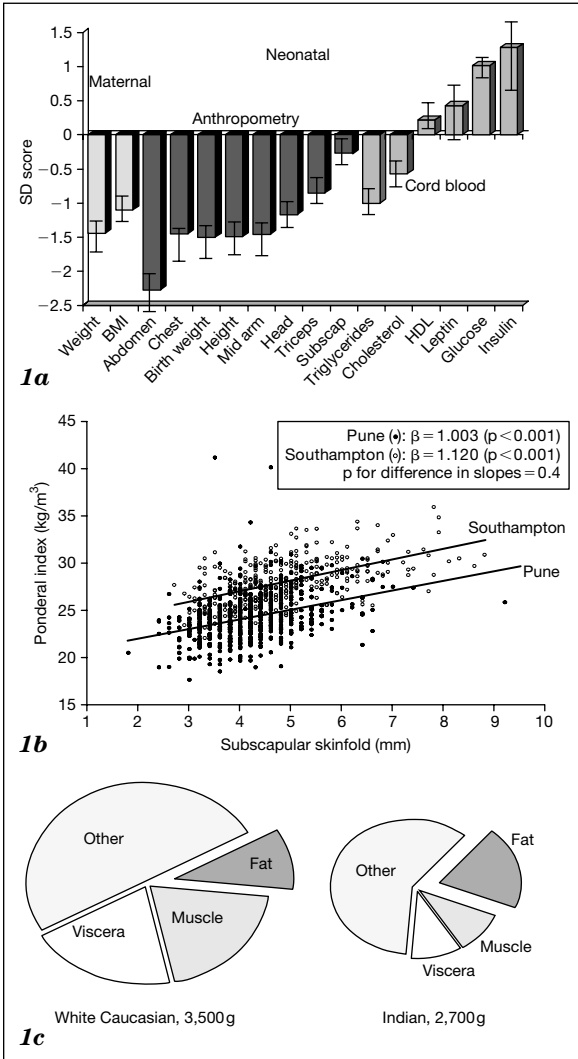 1.5
1
0.5
0
−0.5
−1
−1.5
−2
−2.5
SD score
Maternal
Neonatal
Anthropometry
Cord blood
Weight
BMI
Abdomen
Chest
Birth weight
Height
Mid arm
Head
Triceps
Subscap
Triglycerides
Cholesterol
HDL
Leptin
Glucose
Insulin
1a
45
40
35
30
25
20
15
Ponderal index (kg/m³)
Pune (•): β = 1.003 (p < 0.001)
Southampton (◦): β = 1.120 (p < 0.001)
p for difference in slopes = 0.4
Southampton
Pune
1 2 3 4 5 6 7 8 9 10
Subscapular skinfold (mm)
1b
Other
Fat
Muscle
Viscera
White Caucasian, 3,500 g
Other
Fat
Muscle
Viscera
Indian, 2,700 g
1c